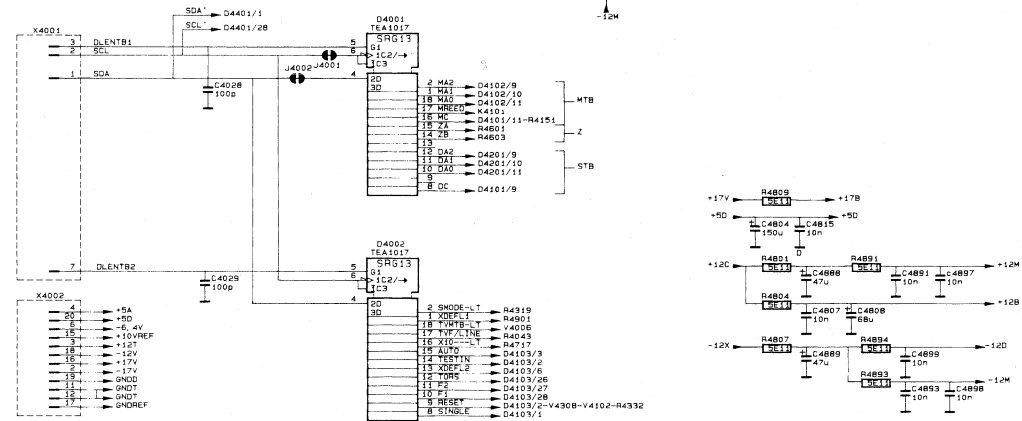 SDA' D4401/1
SCL' D4401/28
-12M
X4001
3 DLENTB1
2 SCL
1 SDA
7 DLENTB2
J4001
J4002
C4028
100p
C4029
100p
D4001
TEA1017
SRG13
5 G1
6 1C2/→
C3
4 2D
3D
2 MA2 D4102/9
1 MA1 D4102/10
18 MA0 D4102/11
17 MREED K4101
16 MC D4101/11-R4151
15 ZA R4601
14 ZB R4603
13
12 DA2 D4201/9
11 DA1 D4201/10
10 DA0 D4201/11
9
8 DC D4101/9
MTB
Z
STB
D4002
TEA1017
SRG13
5 G1
6 1C2/→
C3
4 2D
3D
2 SMODE-LT R4319
1 XDEFL1 R4901
18 TVMTB-LT V4006
17 TVF/LINE R4043
16 X10---LT R4717
15 AUTO D4103/3
14 TESTIN D4103/2
13 XDEFL2 D4103/6
12 TORS D4103/26
11 F2 D4103/27
10 F1 D4103/28
9 RESET D4103/2-V4308-V4102-R4332
8 SINGLE D4103/1
X4002
4 +5A
20 +5D
6 -6,4V
15 +10VREF
3 +12T
18 -12V
16 +17V
2 -17V
19 GNDD
11 GNDT
12 GNDT
17 GNDREF
+17V R4809 5E11 +17B
+5D +5D
C4804 150u
C4815 10n
D
+12C R4801 5E11 R4891 5E11 +12M
C4888 47u
C4891 10n
C4897 10n
R4804 5E11 +12B
C4807 10n
C4808 68u
-12X R4807 5E11 R4894 5E11 -12D
C4889 47u
C4899 10n
R4893 5E11 -12M
C4893 10n
C4898 10n